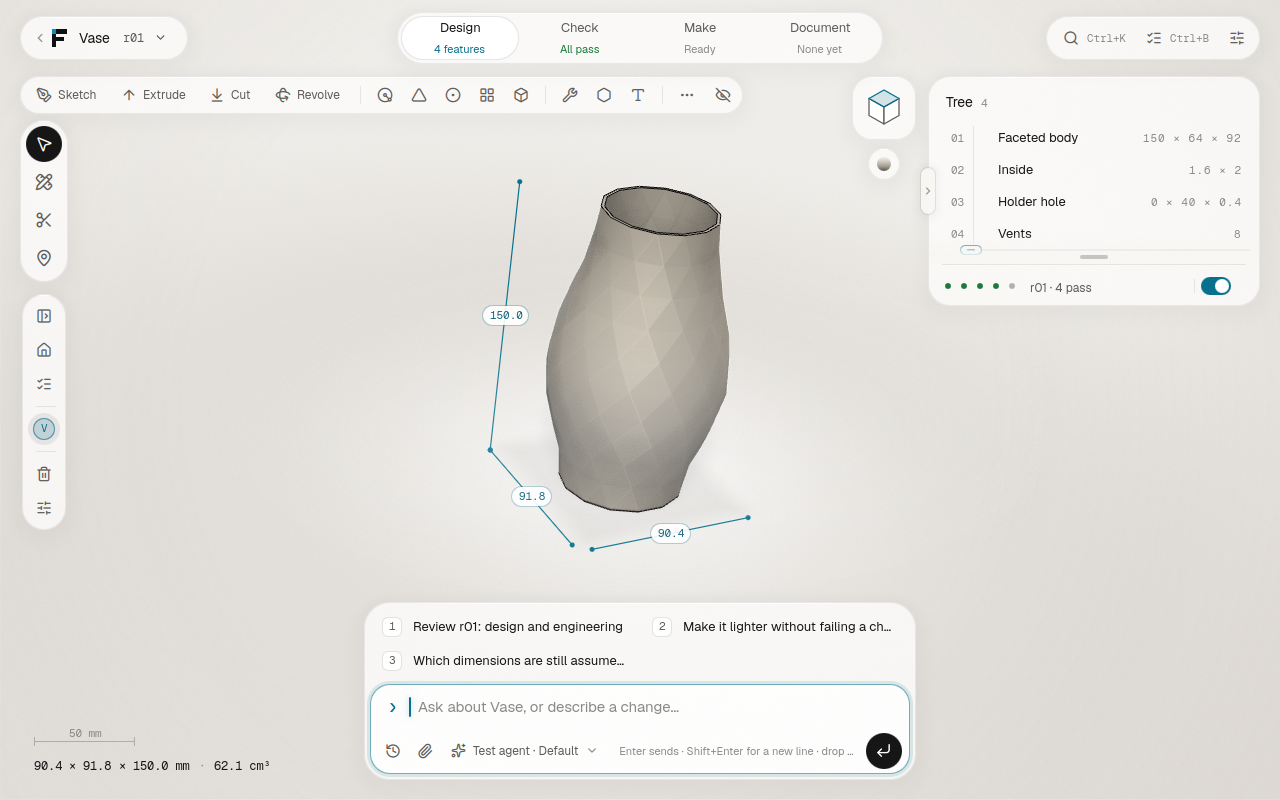 Vase r01
Design
4 features
Check
All pass
Make
Ready
Document
None yet
Ctrl+K
Ctrl+B
Sketch
Extrude
Cut
Revolve
Tree 4
01 Faceted body 150 × 64 × 92
02 Inside 1.6 × 2
03 Holder hole 0 × 40 × 0.4
04 Vents 8
r01 · 4 pass
150.0
91.8
90.4
V
1 Review r01: design and engineering
2 Make it lighter without failing a ch…
3 Which dimensions are still assume…
Ask about Vase, or describe a change…
Test agent · Default
Enter sends · Shift+Enter for a new line · drop …
50 mm
90.4 × 91.8 × 150.0 mm · 62.1 cm³